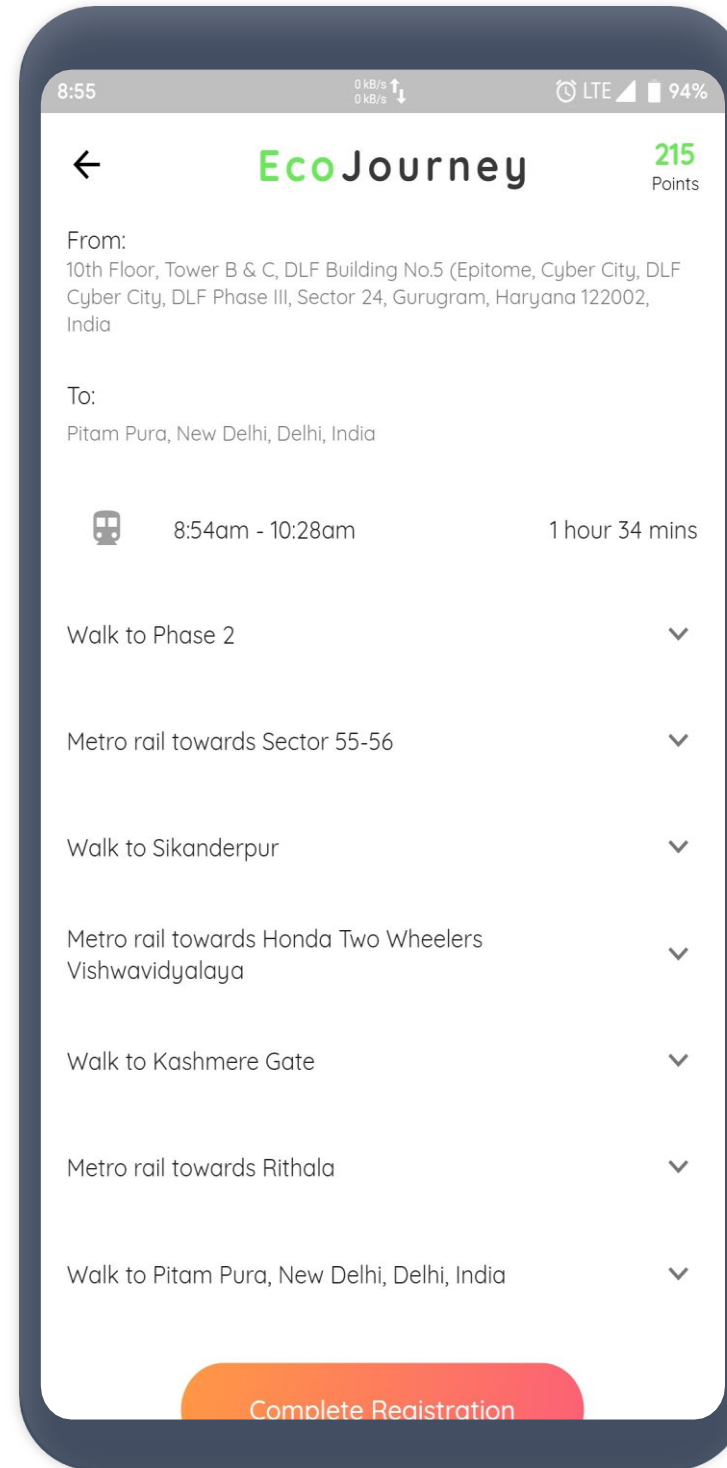 8:55 0 kB/s 0 kB/s LTE 94%
EcoJourney
215
Points
From:
10th Floor, Tower B & C, DLF Building No.5 (Epitome, Cyber City, DLF
Cyber City, DLF Phase III, Sector 24, Gurugram, Haryana 122002,
India
To:
Pitam Pura, New Delhi, Delhi, India
8:54am - 10:28am 1 hour 34 mins
Walk to Phase 2
Metro rail towards Sector 55-56
Walk to Sikanderpur
Metro rail towards Honda Two Wheelers
Vishwavidyalaya
Walk to Kashmere Gate
Metro rail towards Rithala
Walk to Pitam Pura, New Delhi, Delhi, India
Complete Registration